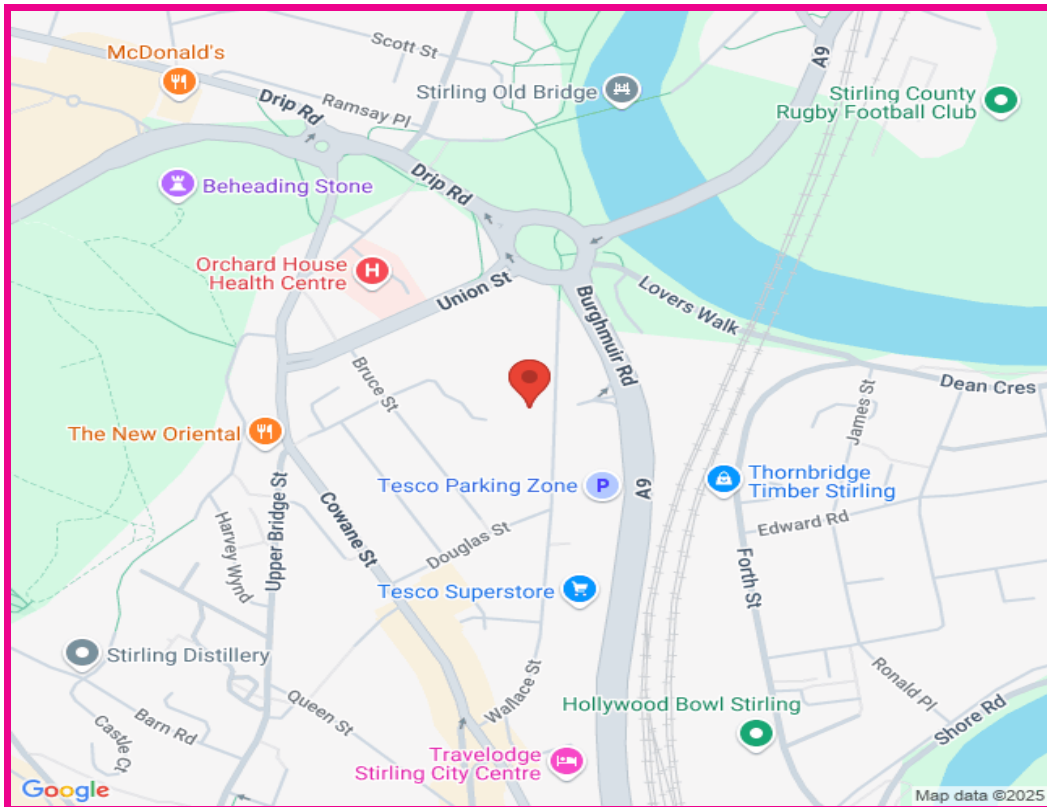 Scott St
McDonald's
A9
Stirling Old Bridge
Stirling County
Rugby Football Club
Drip Rd
Ramsay Pl
Beheading Stone
Drip Rd
Orchard House
Health Centre
H
Union St
Lovers Walk
Burghmuir Rd
Bruce St
Dean Cres
James St
The New Oriental
Tesco Parking Zone
P
A9
Thornbridge
Timber Stirling
Upper Bridge St
Cowane St
Harvey Wynd
Douglas St
Edward Rd
Forth St
Tesco Superstore
Stirling Distillery
Ronald Pl
Wallace St
Queen St
Hollywood Bowl Stirling
Shore Rd
Barn Rd
Castle Ct
Travelodge
Stirling City Centre
Google
Map data ©2025